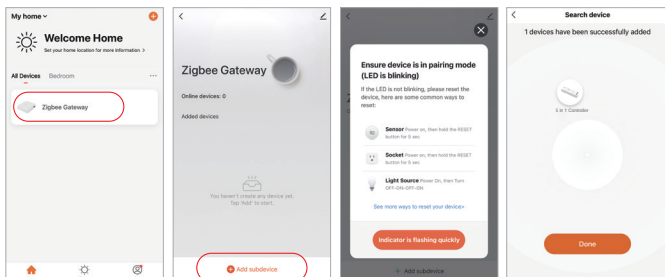 My home
Welcome Home
Set your home location for more information >
All Devices Bedroom ...
Zigbee Gateway
Zigbee Gateway
Online devices: 0
Added devices
You haven't create any device yet.
Tap "Add" to start.
Add subdevice
Ensure device is in pairing mode
(LED is blinking)
If the LED is not blinking, please reset the
device, here are some common ways to
reset:
Sensor Power on, then hold the RESET
button for 5 sec
Socket Power on, then hold the RESET
button for 5 sec
Light Source Power On, then Turn
OFF-ON-OFF-ON
See more ways to reset your device>
Indicator is flashing quickly
+ Add subdevice
Search device
1 devices have been successfully added
5 in 1 Controller
Done